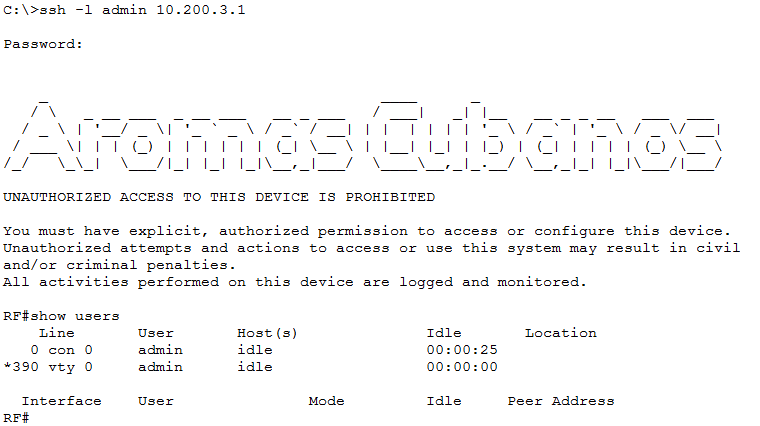 C:\>ssh -l admin 10.200.3.1
Password:
Aromas Cubanos
UNAUTHORIZED ACCESS TO THIS DEVICE IS PROHIBITED
You must have explicit, authorized permission to access or configure this device.
Unauthorized attempts and actions to access or use this system may result in civil
and/or criminal penalties.
All activities performed on this device are logged and monitored.
RF#show users
Line User Host(s) Idle Location
0 con 0 admin idle 00:00:25
*390 vty 0 admin idle 00:00:00
Interface User Mode Idle Peer Address
RF#